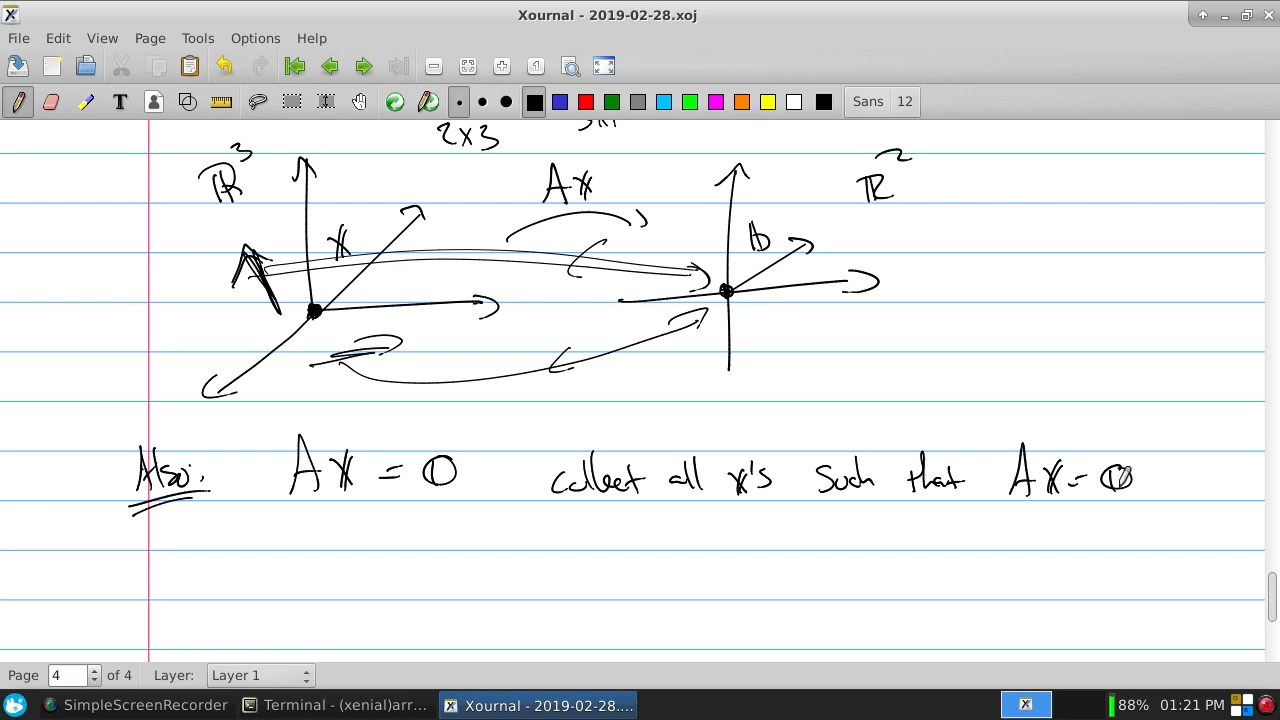 Xournal - 2019-02-28.xoj
File Edit View Page Tools Options Help
Sans 12
2x3
ℝ³ Ax ℝ²
x b
Also: Ax = 0 collect all x's such that Ax = 0
Page 4 of 4 Layer: Layer 1
SimpleScreenRecorder Terminal - (xenial)arr... Xournal - 2019-02-28.... 88% 01:21 PM